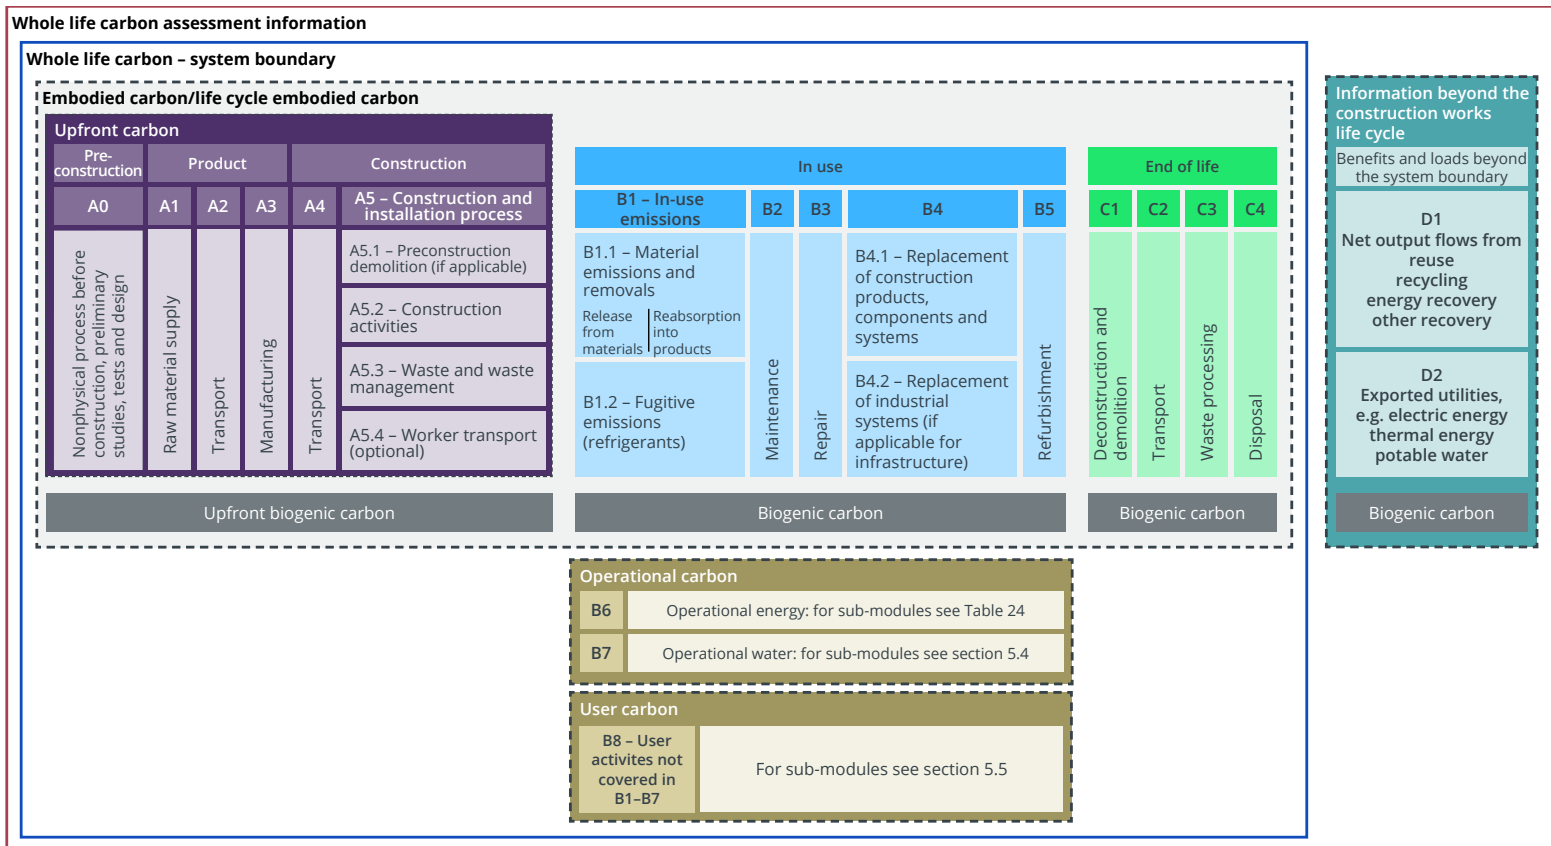 Whole life carbon assessment information
Whole life carbon – system boundary
Embodied carbon/life cycle embodied carbon
Upfront carbon
Pre-
construction
Product
Construction
A0
A1
A2
A3
A4
A5 – Construction and
installation process
Nonphysical process before
construction, preliminary
studies, tests and design
Raw material supply
Transport
Manufacturing
Transport
A5.1 – Preconstruction
demolition (if applicable)
A5.2 – Construction
activities
A5.3 – Waste and waste
management
A5.4 – Worker transport
(optional)
Upfront biogenic carbon
In use
B1 – In-use
emissions
B2
B3
B4
B5
B1.1 – Material
emissions and
removals
Release
from
materials
Reabsorption
into
products
B1.2 – Fugitive
emissions
(refrigerants)
Maintenance
Repair
B4.1 – Replacement
of construction
products,
components and
systems
B4.2 – Replacement
of industrial
systems (if
applicable for
infrastructure)
Refurbishment
Biogenic carbon
End of life
C1
C2
C3
C4
Deconstruction and
demolition
Transport
Waste processing
Disposal
Biogenic carbon
Information beyond the
construction works
life cycle
Benefits and loads beyond
the system boundary
D1
Net output flows from
reuse
recycling
energy recovery
other recovery
D2
Exported utilities,
e.g. electric energy
thermal energy
potable water
Biogenic carbon
Operational carbon
B6
Operational energy: for sub-modules see Table 24
B7
Operational water: for sub-modules see section 5.4
User carbon
B8 – User
activites not
covered in
B1–B7
For sub-modules see section 5.5